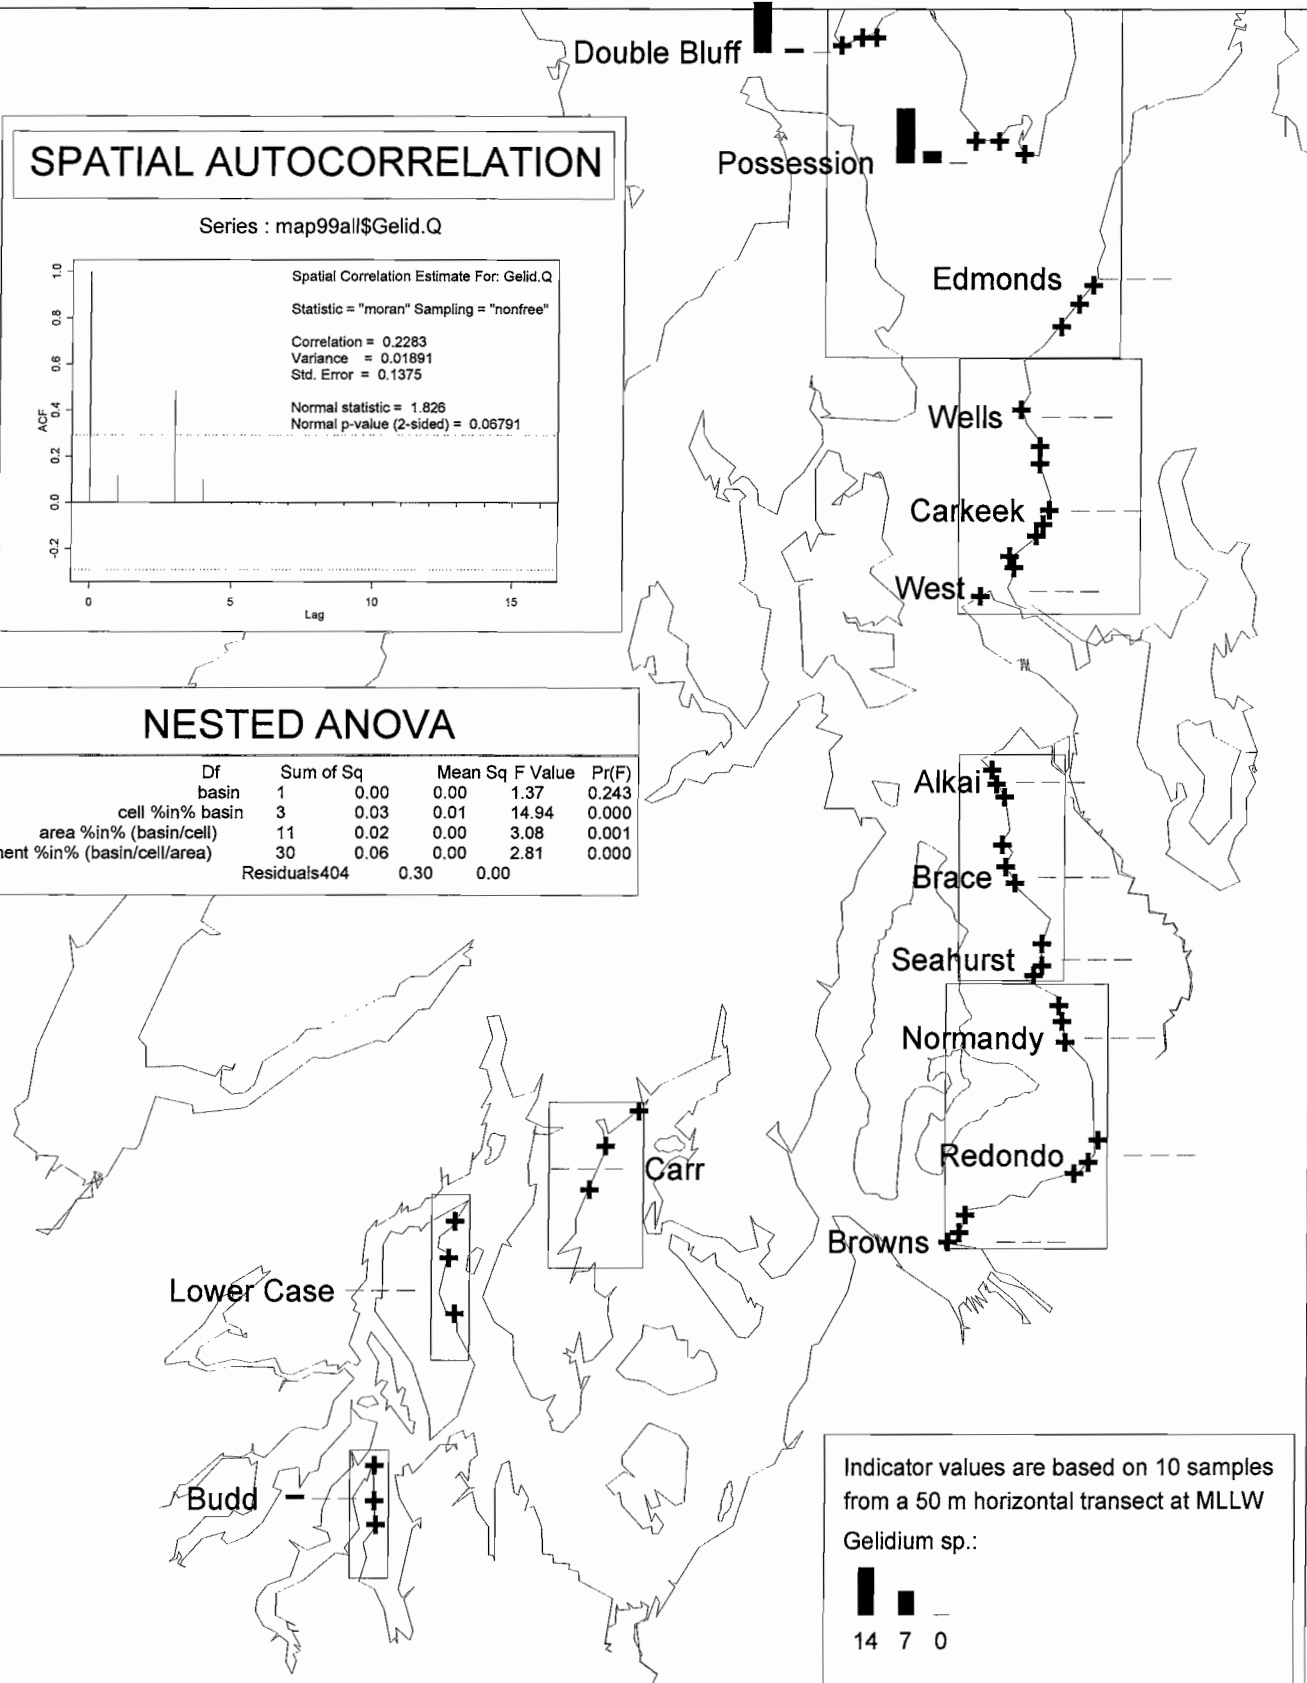 Double Bluff
Possession
SPATIAL AUTOCORRELATION
Series : map99all$Gelid.Q
Spatial Correlation Estimate For: Gelid.Q
Statistic = "moran" Sampling = "nonfree"
Correlation = 0.2283
Variance = 0.01891
Std. Error = 0.1375
Normal statistic = 1.826
Normal p-value (2-sided) = 0.06791
ACF
1.0
0.8
0.6
0.4
0.2
0.0
-0.2
0 5 10 15
Lag
Edmonds
Wells
Carkeek
West
NESTED ANOVA
Df Sum of Sq Mean Sq F Value Pr(F)
basin 1 0.00 0.00 1.37 0.243
cell %in% basin 3 0.03 0.01 14.94 0.000
area %in% (basin/cell) 11 0.02 0.00 3.08 0.001
nent %in% (basin/cell/area) 30 0.06 0.00 2.81 0.000
Residuals404 0.30 0.00
Alkai
Brace
Seahurst
Normandy
Redondo
Browns
Carr
Lower Case
Budd
Indicator values are based on 10 samples
from a 50 m horizontal transect at MLLW
Gelidium sp.:
14 7 0